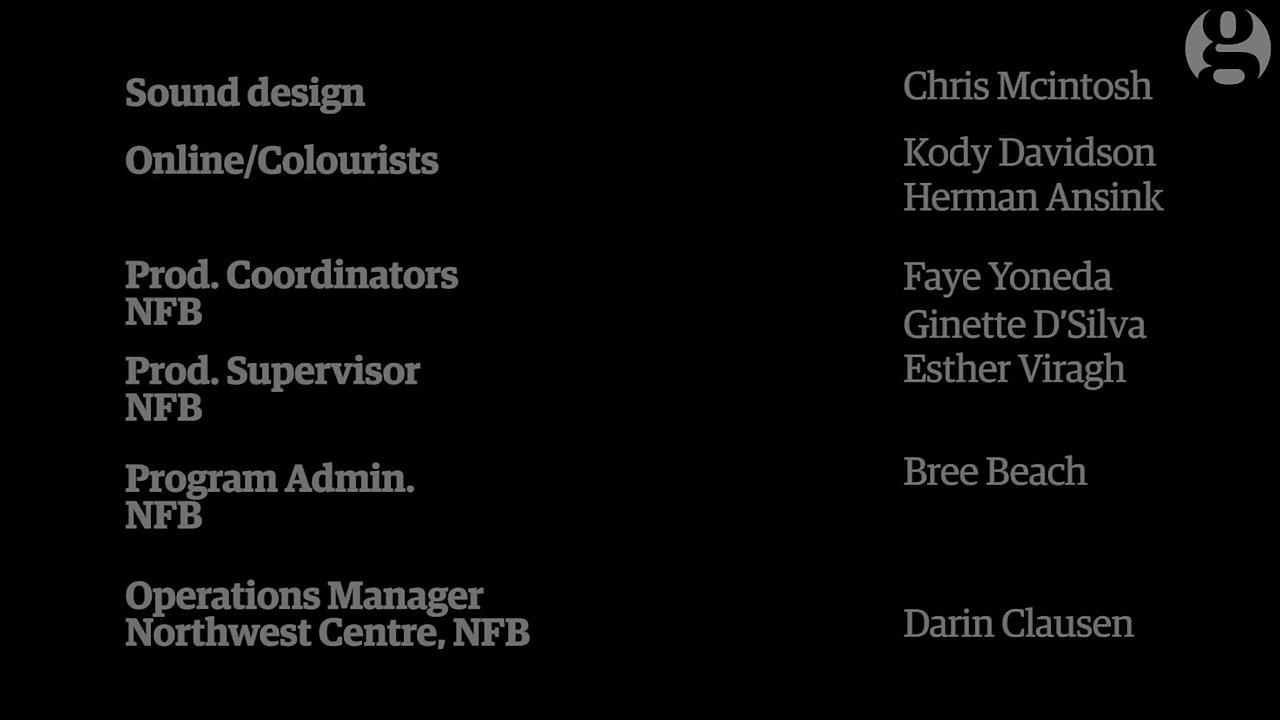 Sound design
Chris Mcintosh
Online/Colourists
Kody Davidson
Herman Ansink
Prod. Coordinators
NFB
Faye Yoneda
Ginette D’Silva
Prod. Supervisor
NFB
Esther Viragh
Program Admin.
NFB
Bree Beach
Operations Manager
Northwest Centre, NFB
Darin Clausen
g